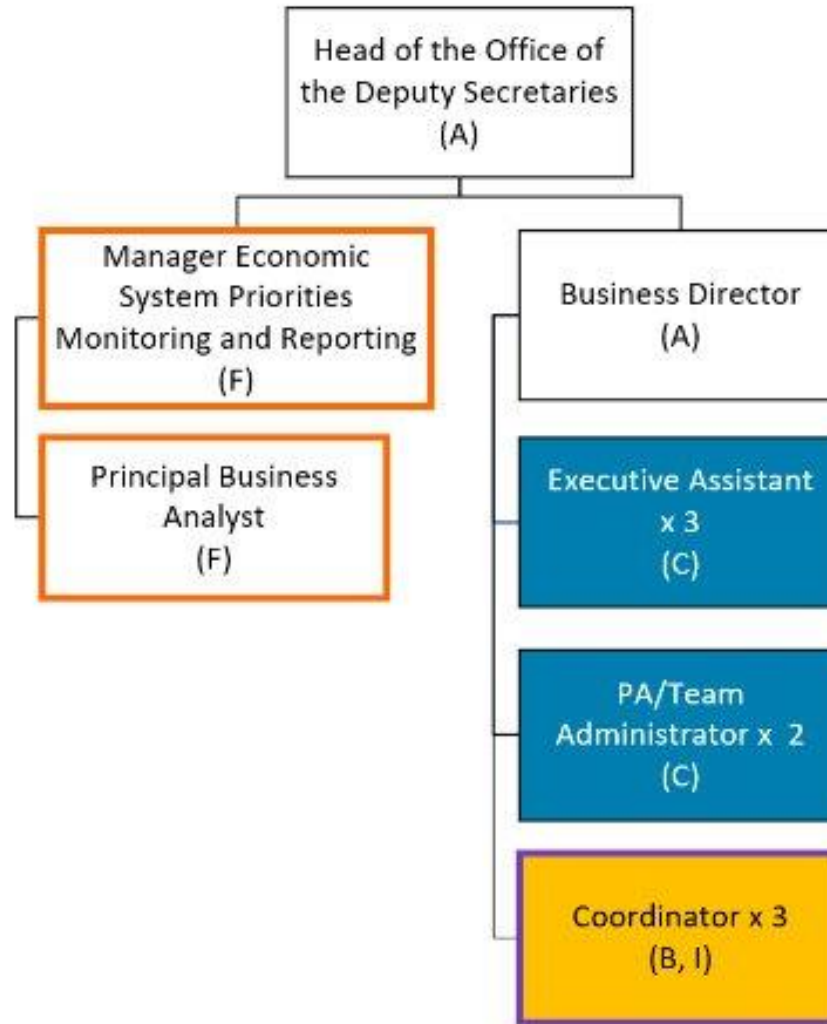 Head of the Office of
the Deputy Secretaries
(A)
Manager Economic
System Priorities
Monitoring and Reporting
(F)
Principal Business
Analyst
(F)
Business Director
(A)
Executive Assistant
x 3
(C)
PA/Team
Administrator x 2
(C)
Coordinator x 3
(B, I)